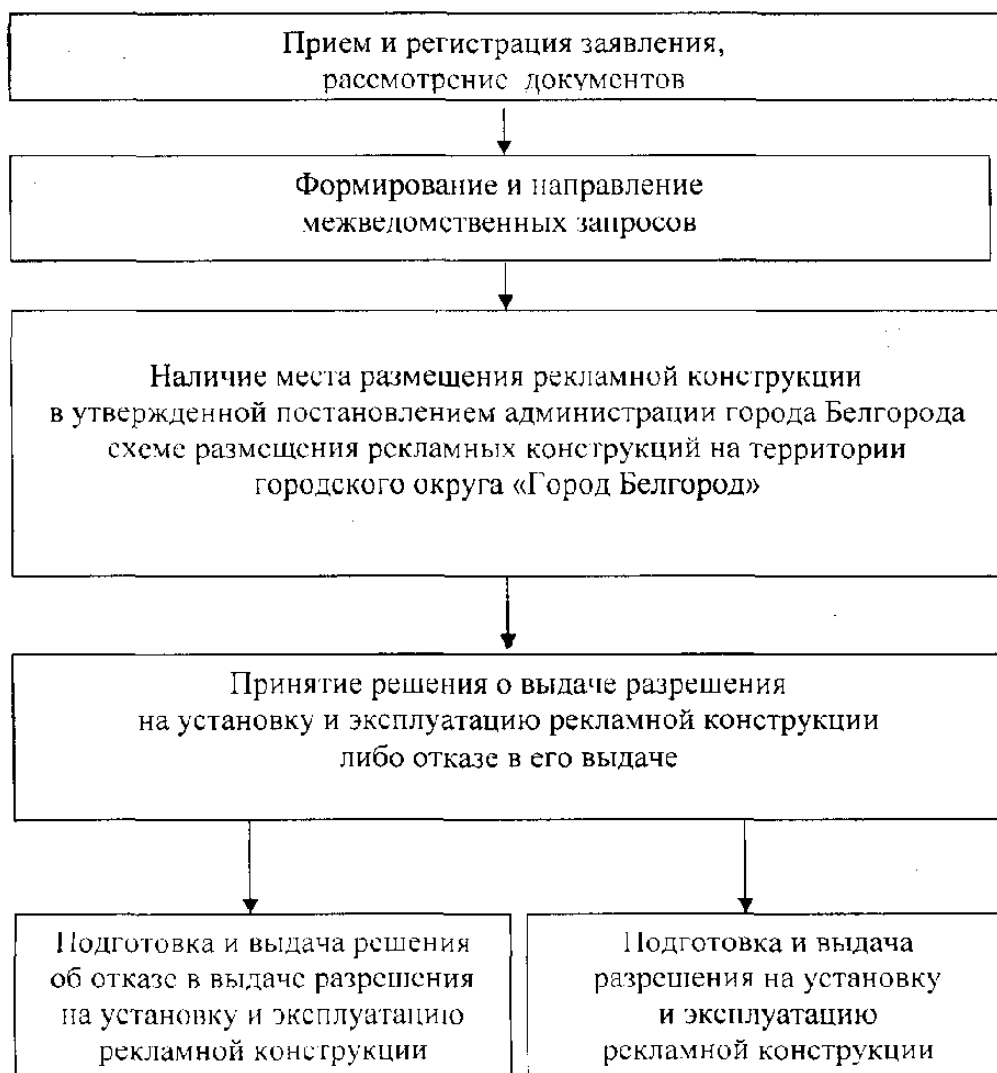 Прием и регистрация заявления,
рассмотрение документов
Формирование и направление
межведомственных запросов
Наличие места размещения рекламной конструкции
в утвержденной постановлением администрации города Белгорода
схеме размещения рекламных конструкций на территории
городского округа «Город Белгород»
Принятие решения о выдаче разрешения
на установку и эксплуатацию рекламной конструкции
либо отказе в его выдаче
Подготовка и выдача решения
об отказе в выдаче разрешения
на установку и эксплуатацию
рекламной конструкции
Подготовка и выдача
разрешения на установку
и эксплуатацию
рекламной конструкции